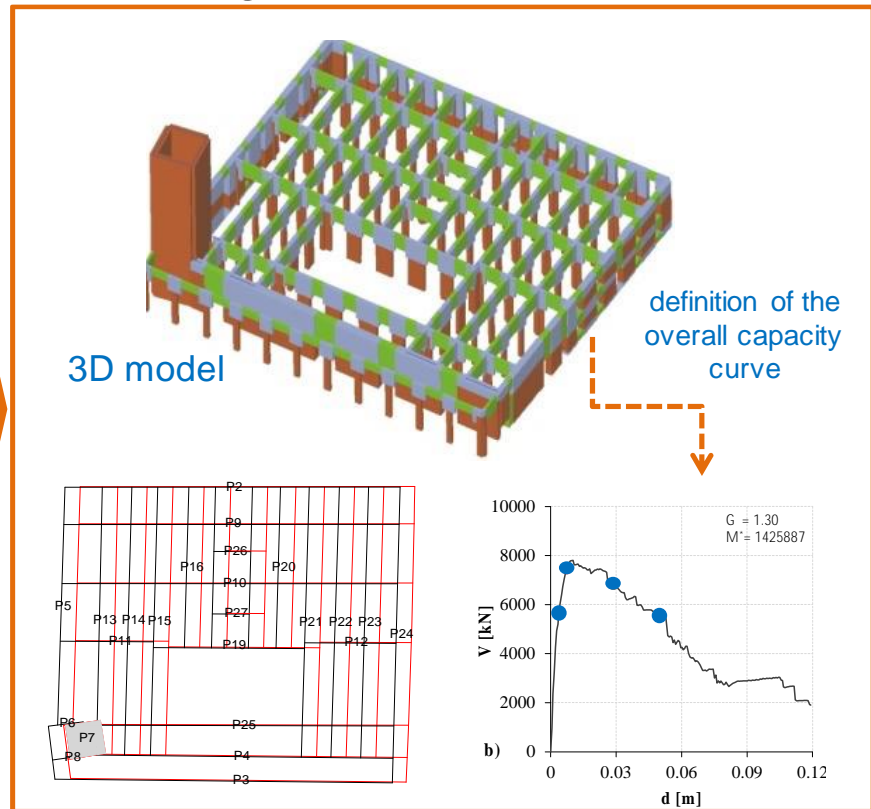 3D model
definition of the
overall capacity
curve
P2
P9
P26
P16
P20
P10
P5
P27
P13
P14
P15
P21
P22
P23
P24
P11
P12
P19
P6
P25
P7
P8
P4
P3
10000
G = 1.30
M*= 1425887
8000
6000
V [kN]
4000
2000
b)
0
0
0.03
0.06
0.09
0.12
d [m]